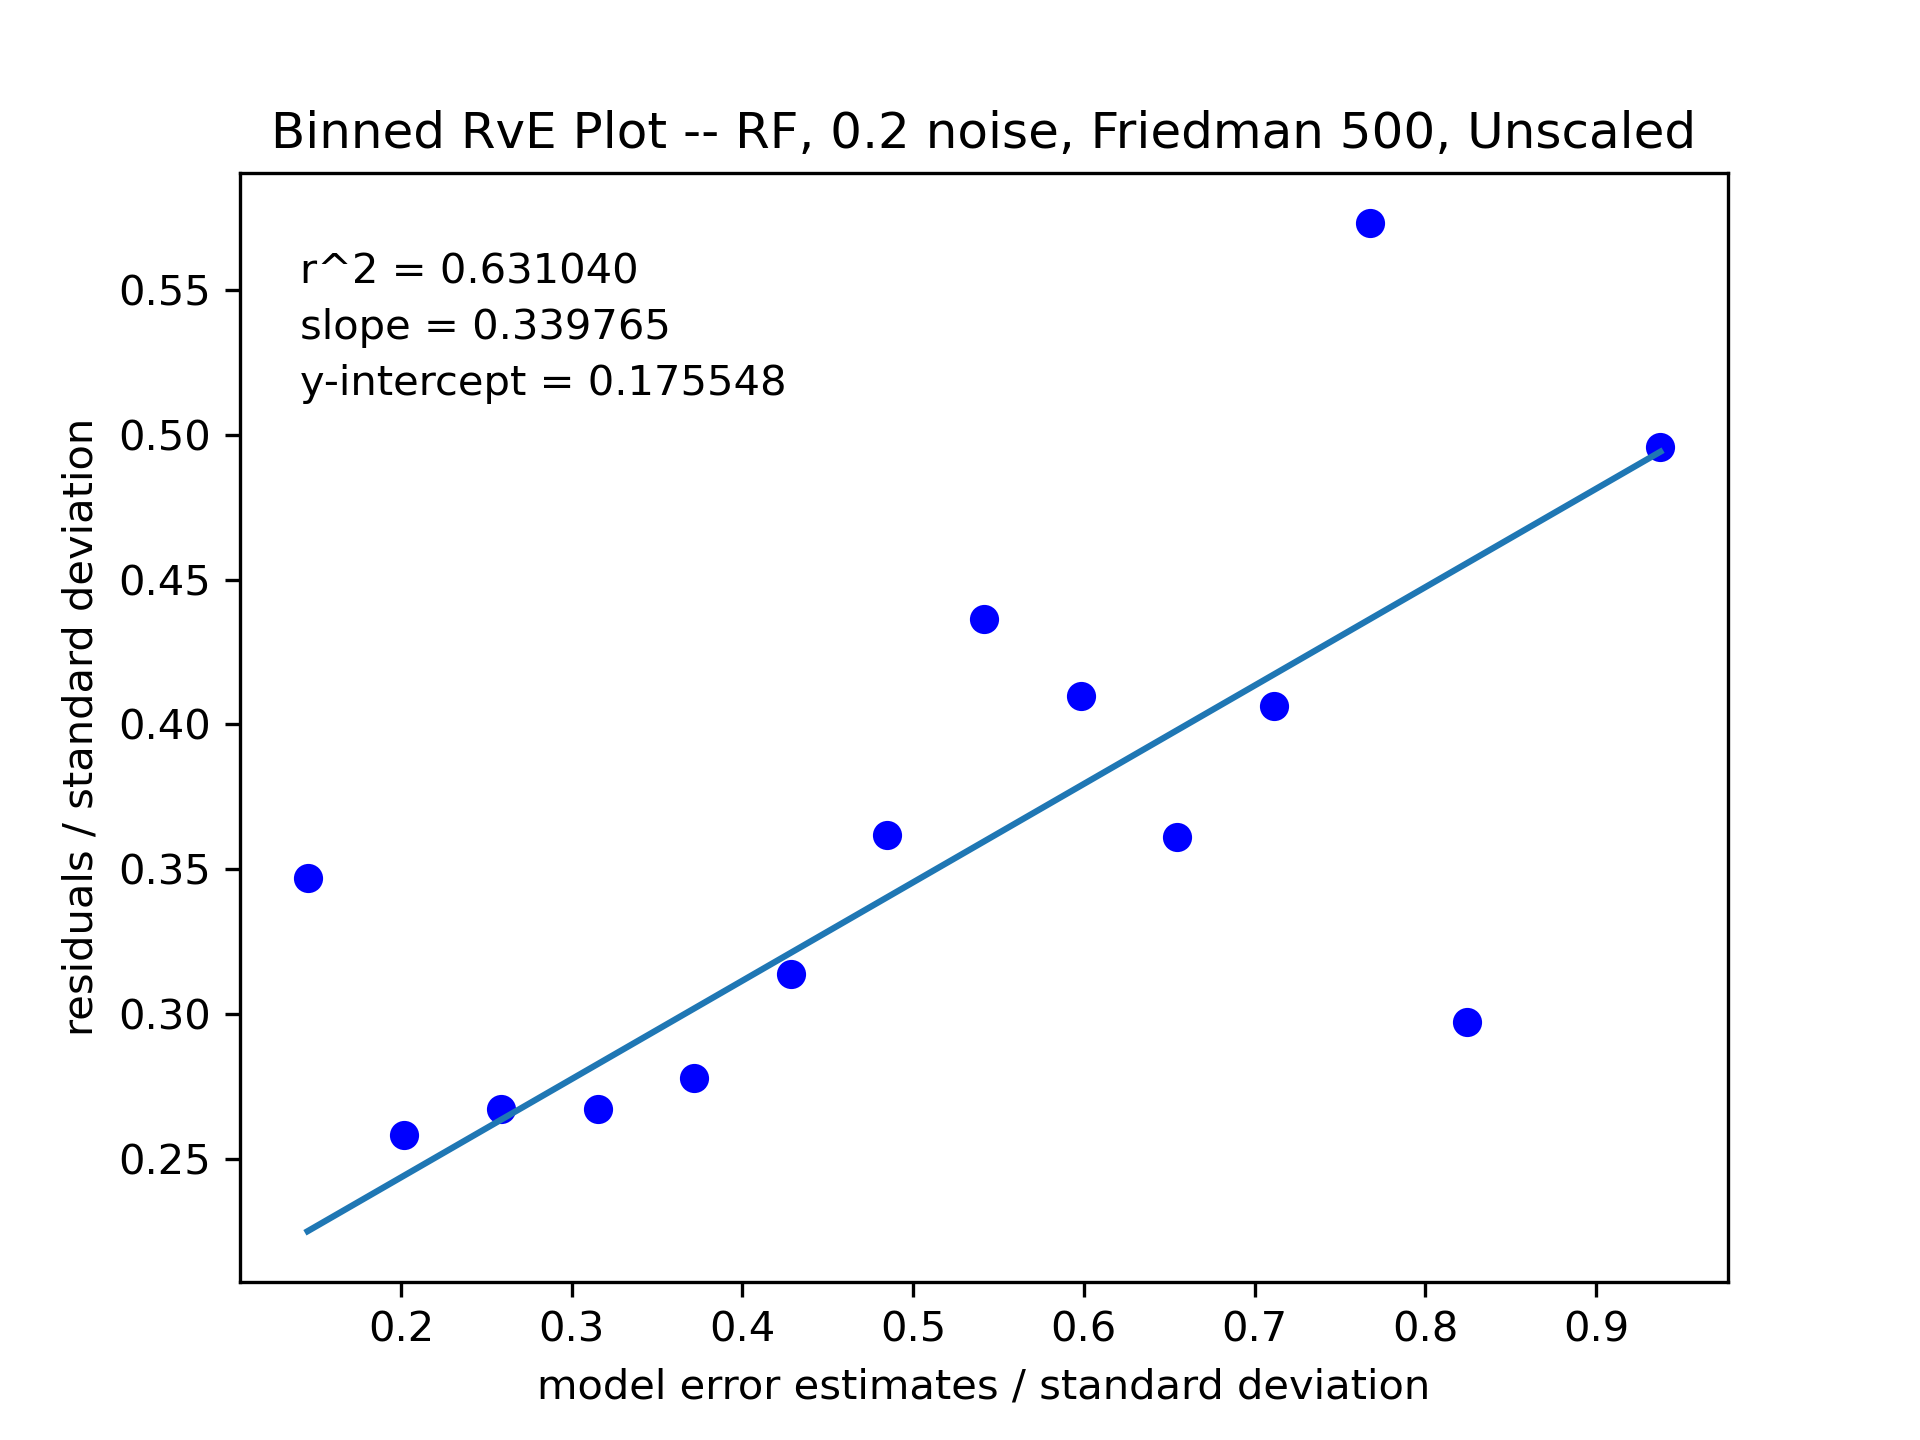 Binned RvE Plot -- RF, 0.2 noise, Friedman 500, Unscaled
r^2 = 0.631040
slope = 0.339765
y-intercept = 0.175548
residuals / standard deviation
0.55
0.50
0.45
0.40
0.35
0.30
0.25
0.2 0.3 0.4 0.5 0.6 0.7 0.8 0.9
model error estimates / standard deviation